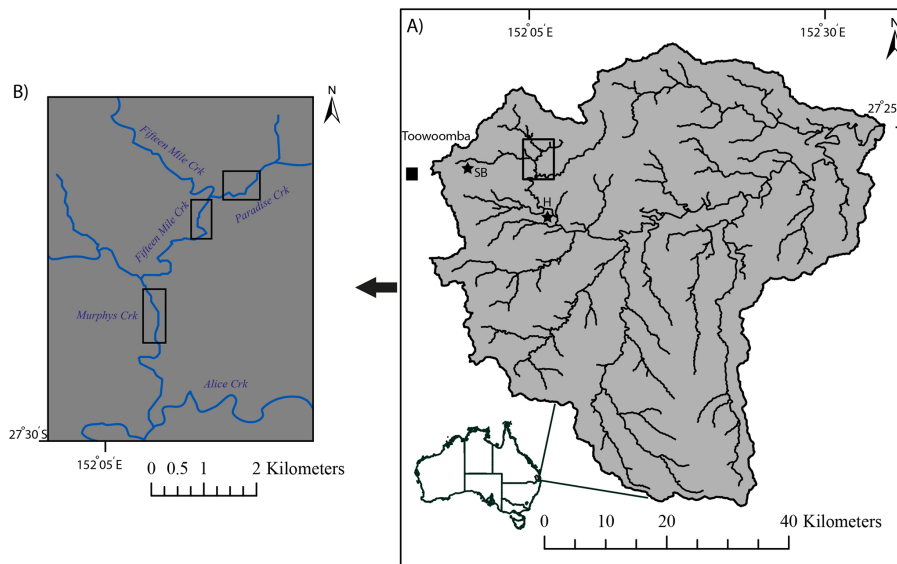 A)
152°05'E
152°30'E
N
27°25
Toowoomba
SB
H
0 10 20 40 Kilometers
B)
N
Fifteen Mile Crk
Paradise Crk
Fifteen Mile Crk
Murphys Crk
Alice Crk
27°30'S
152°05'E
0 0.5 1 2 Kilometers